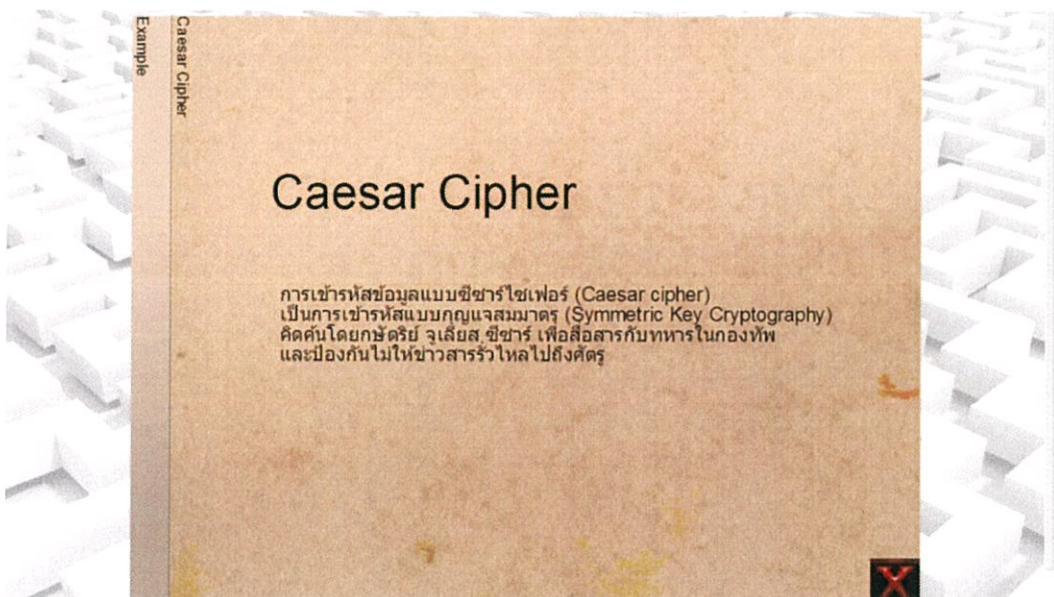 Caesar Cipher
Example
Caesar Cipher
การเข้ารหัสข้อมูลแบบซีซาร์ไซเฟอร์ (Caesar cipher)
เป็นการเข้ารหัสแบบกุญแจสมมาตร (Symmetric Key Cryptography)
คิดค้นโดยกษัตริย์ จูเลียส ซีซาร์ เพื่อสื่อสารกับทหารในกองทัพ
และป้องกันไม่ให้ข่าวสารรั่วไหลไปถึงศัตรู
X